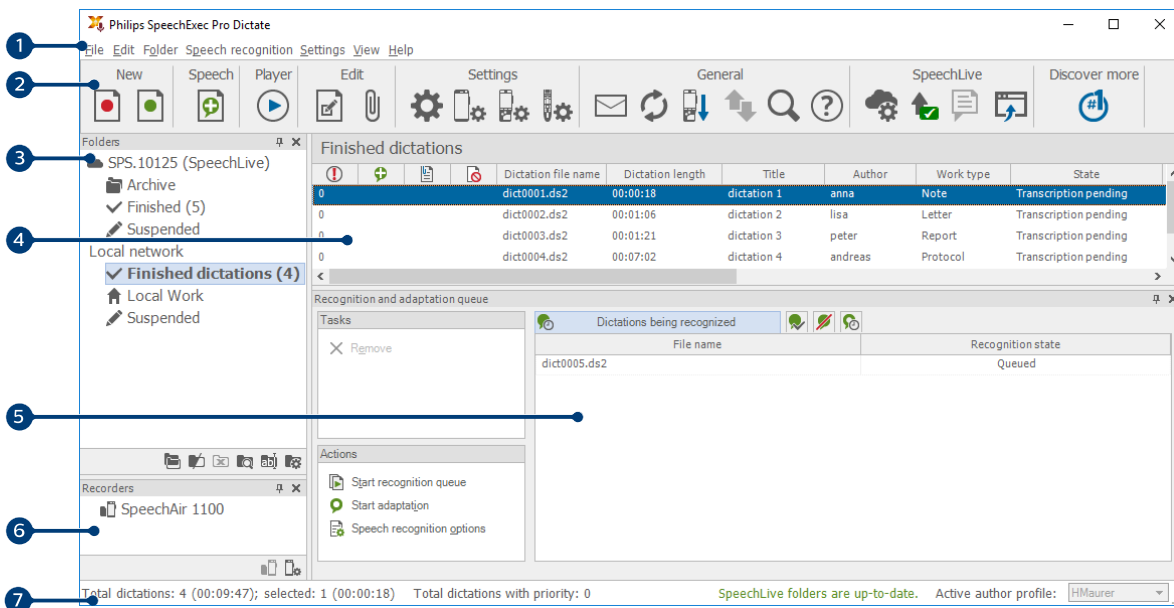 Philips SpeechExec Pro Dictate
1
File Edit Folder Speech recognition Settings View Help
2
New Speech Player Edit Settings General SpeechLive Discover more
#1
Folders
3
SPS.10125 (SpeechLive)
Archive
Finished (5)
Suspended
Local network
Finished dictations (4)
Local Work
Suspended
Finished dictations
Dictation file name Dictation length Title Author Work type State
0 dict0001.ds2 00:00:18 dictation 1 anna Note Transcription pending
0 dict0002.ds2 00:01:06 dictation 2 lisa Letter Transcription pending
4
0 dict0003.ds2 00:01:21 dictation 3 peter Report Transcription pending
0 dict0004.ds2 00:07:02 dictation 4 andreas Protocol Transcription pending
Recognition and adaptation queue
Tasks
Remove
Dictations being recognized
File name Recognition state
dict0005.ds2 Queued
5
Actions
Start recognition queue
Start adaptation
Speech recognition options
Recorders
SpeechAir 1100
6
7
Total dictations: 4 (00:09:47); selected: 1 (00:00:18) Total dictations with priority: 0 SpeechLive folders are up-to-date. Active author profile: HMaurer